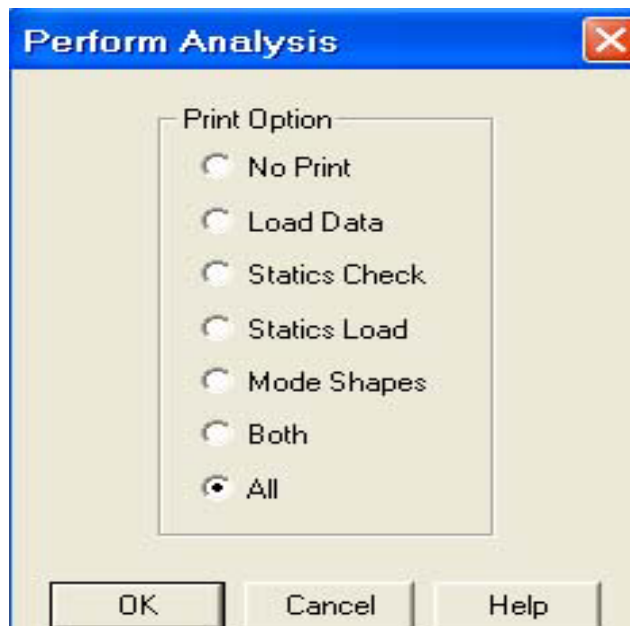 Perform Analysis
Print Option
No Print
Load Data
Statics Check
Statics Load
Mode Shapes
Both
All
OK Cancel Help